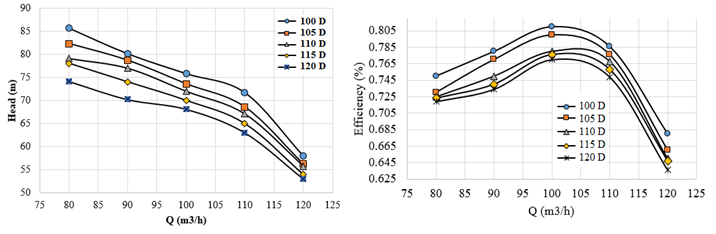 90
85
80
75
70
65
60
55
50
Head (m)
75 80 85 90 95 100 105 110 115 120 125
Q (m3/h)
100 D
105 D
110 D
115 D
120 D
0.805
0.785
0.765
0.745
0.725
0.705
0.685
0.665
0.645
0.625
Efficiency (%)
75 80 85 90 95 100 105 110 115 120 125
Q (m3/h)
100 D
105 D
110 D
115 D
120 D